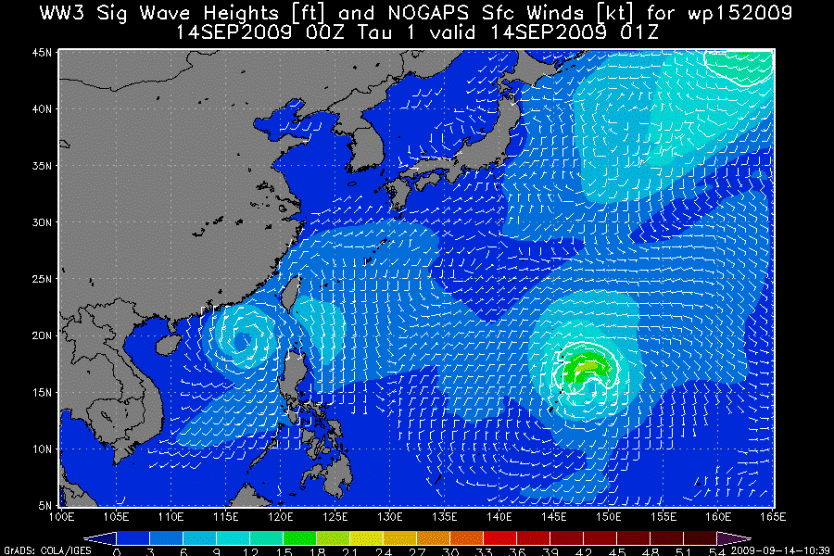 WW3 Sig Wave Heights [ft] and NOGAPS Sfc Winds [kt] for wp152009
14SEP2009 00Z Tau 1 valid 14SEP2009 01Z
45N
40N
35N
30N
25N
20N
15N
10N
5N
100E 105E 110E 115E 120E 125E 130E 135E 140E 145E 150E 155E 160E 165E
0 3 6 9 12 15 18 21 24 27 30 33 36 39 42 45 48 51 54
GrADS: COLA/IGES
2009-09-14-10:39